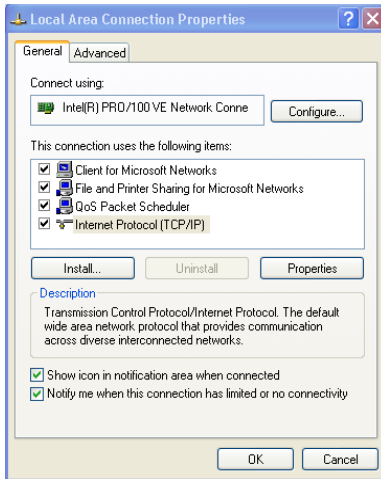 Local Area Connection Properties
General Advanced
Connect using:
Intel(R) PRO/100 VE Network Conne
Configure...
This connection uses the following items:
Client for Microsoft Networks
File and Printer Sharing for Microsoft Networks
QoS Packet Scheduler
Internet Protocol (TCP/IP)
Install... Uninstall Properties
Description
Transmission Control Protocol/Internet Protocol. The default
wide area network protocol that provides communication
across diverse interconnected networks.
Show icon in notification area when connected
Notify me when this connection has limited or no connectivity
OK Cancel